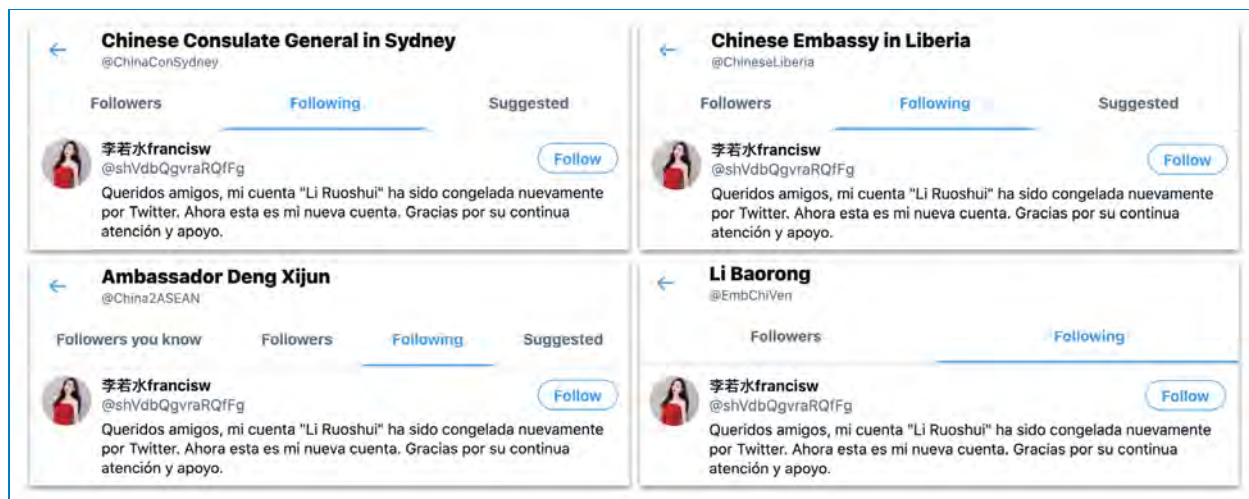 Chinese Consulate General in Sydney
@ChinaConSydney
Followers Following Suggested
李若水francisw
@shVdbQgvraRQfFg
Follow
Queridos amigos, mi cuenta "Li Ruoshui" ha sido congelada nuevamente
por Twitter. Ahora esta es mi nueva cuenta. Gracias por su continua
atención y apoyo.
Chinese Embassy in Liberia
@ChineseLiberia
Followers Following Suggested
李若水francisw
@shVdbQgvraRQfFg
Follow
Queridos amigos, mi cuenta "Li Ruoshui" ha sido congelada nuevamente
por Twitter. Ahora esta es mi nueva cuenta. Gracias por su continua
atención y apoyo.
Ambassador Deng Xijun
@China2ASEAN
Followers you know Followers Following Suggested
李若水francisw
@shVdbQgvraRQfFg
Follow
Queridos amigos, mi cuenta "Li Ruoshui" ha sido congelada nuevamente
por Twitter. Ahora esta es mi nueva cuenta. Gracias por su continua
atención y apoyo.
Li Baorong
@EmbChiVen
Followers Following
李若水francisw
@shVdbQgvraRQfFg
Follow
Queridos amigos, mi cuenta "Li Ruoshui" ha sido congelada nuevamente
por Twitter. Ahora esta es mi nueva cuenta. Gracias por su continua
atención y apoyo.